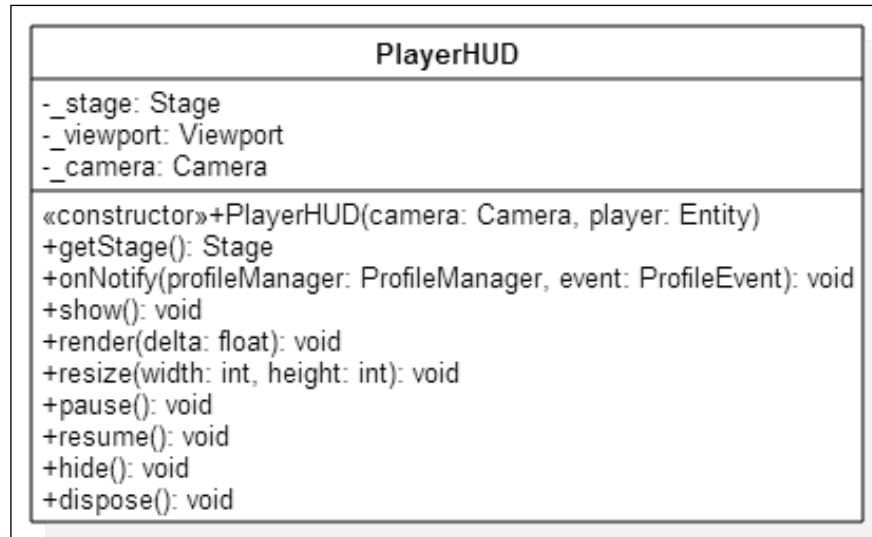 PlayerHUD
-_stage: Stage
-_viewport: Viewport
-_camera: Camera
«constructor»+PlayerHUD(camera: Camera, player: Entity)
+getStage(): Stage
+onNotify(profileManager: ProfileManager, event: ProfileEvent): void
+show(): void
+render(delta: float): void
+resize(width: int, height: int): void
+pause(): void
+resume(): void
+hide(): void
+dispose(): void